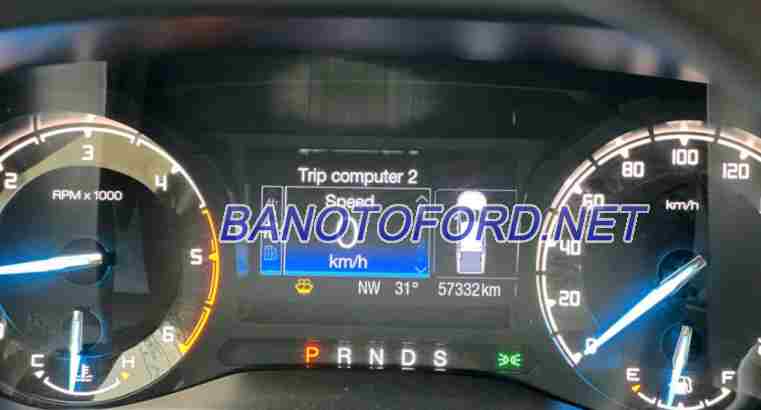 Trip computer 2
Speed
BANOTOFORD.NET
km/h
NW 31° 57332 km
P R N D S
2 3 4 5 6
RPM x 1000
C H
0 20 40 60 80 100 120
km/h
E F